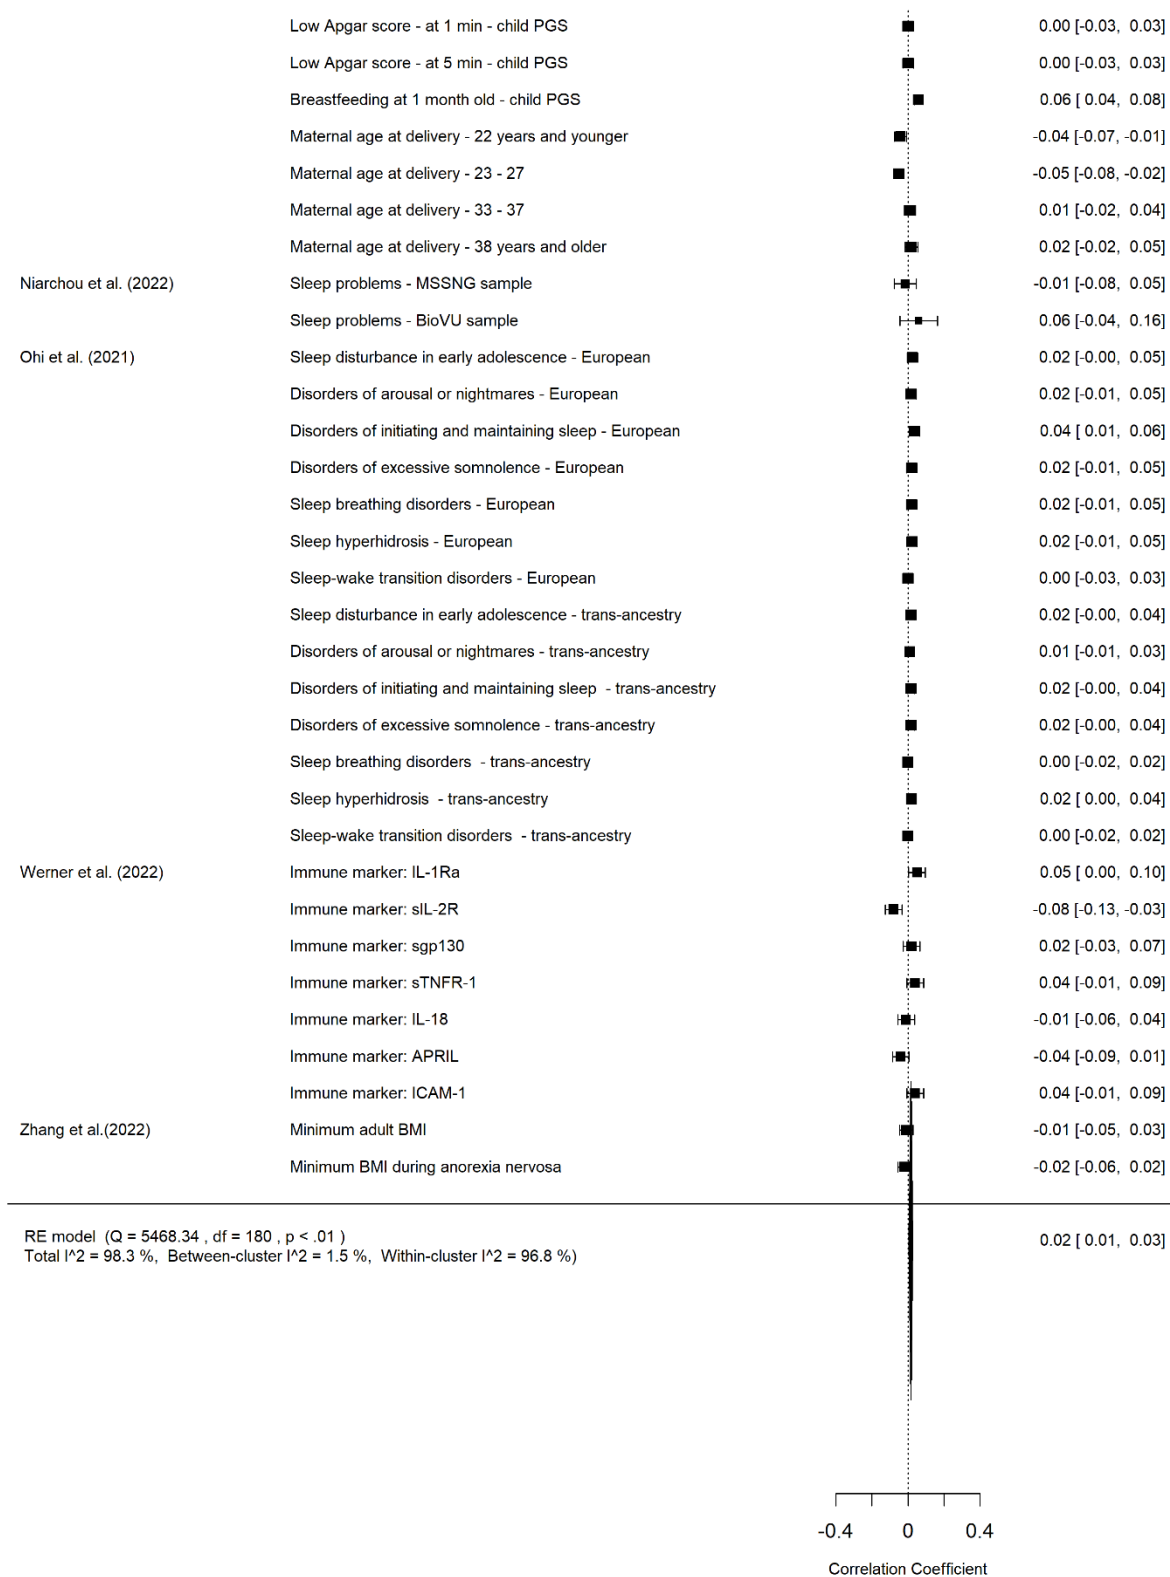 Low Apgar score - at 1 min - child PGS 0.00 [-0.03, 0.03]
Low Apgar score - at 5 min - child PGS 0.00 [-0.03, 0.03]
Breastfeeding at 1 month old - child PGS 0.06 [ 0.04, 0.08]
Maternal age at delivery - 22 years and younger -0.04 [-0.07, -0.01]
Maternal age at delivery - 23 - 27 -0.05 [-0.08, -0.02]
Maternal age at delivery - 33 - 37 0.01 [-0.02, 0.04]
Maternal age at delivery - 38 years and older 0.02 [-0.02, 0.05]
Niarchou et al. (2022) Sleep problems - MSSNG sample -0.01 [-0.08, 0.05]
Sleep problems - BioVU sample 0.06 [-0.04, 0.16]
Ohi et al. (2021) Sleep disturbance in early adolescence - European 0.02 [-0.00, 0.05]
Disorders of arousal or nightmares - European 0.02 [-0.01, 0.05]
Disorders of initiating and maintaining sleep - European 0.04 [ 0.01, 0.06]
Disorders of excessive somnolence - European 0.02 [-0.01, 0.05]
Sleep breathing disorders - European 0.02 [-0.01, 0.05]
Sleep hyperhidrosis - European 0.02 [-0.01, 0.05]
Sleep-wake transition disorders - European 0.00 [-0.03, 0.03]
Sleep disturbance in early adolescence - trans-ancestry 0.02 [-0.00, 0.04]
Disorders of arousal or nightmares - trans-ancestry 0.01 [-0.01, 0.03]
Disorders of initiating and maintaining sleep - trans-ancestry 0.02 [-0.00, 0.04]
Disorders of excessive somnolence - trans-ancestry 0.02 [-0.00, 0.04]
Sleep breathing disorders - trans-ancestry 0.00 [-0.02, 0.02]
Sleep hyperhidrosis - trans-ancestry 0.02 [ 0.00, 0.04]
Sleep-wake transition disorders - trans-ancestry 0.00 [-0.02, 0.02]
Werner et al. (2022) Immune marker: IL-1Ra 0.05 [ 0.00, 0.10]
Immune marker: sIL-2R -0.08 [-0.13, -0.03]
Immune marker: sgp130 0.02 [-0.03, 0.07]
Immune marker: sTNFR-1 0.04 [-0.01, 0.09]
Immune marker: IL-18 -0.01 [-0.06, 0.04]
Immune marker: APRIL -0.04 [-0.09, 0.01]
Immune marker: ICAM-1 0.04 [-0.01, 0.09]
Zhang et al.(2022) Minimum adult BMI -0.01 [-0.05, 0.03]
Minimum BMI during anorexia nervosa -0.02 [-0.06, 0.02]
RE model (Q = 5468.34 , df = 180 , p < .01 ) 0.02 [ 0.01, 0.03]
Total I^2 = 98.3 %, Between-cluster I^2 = 1.5 %, Within-cluster I^2 = 96.8 %)
-0.4 0 0.4
Correlation Coefficient